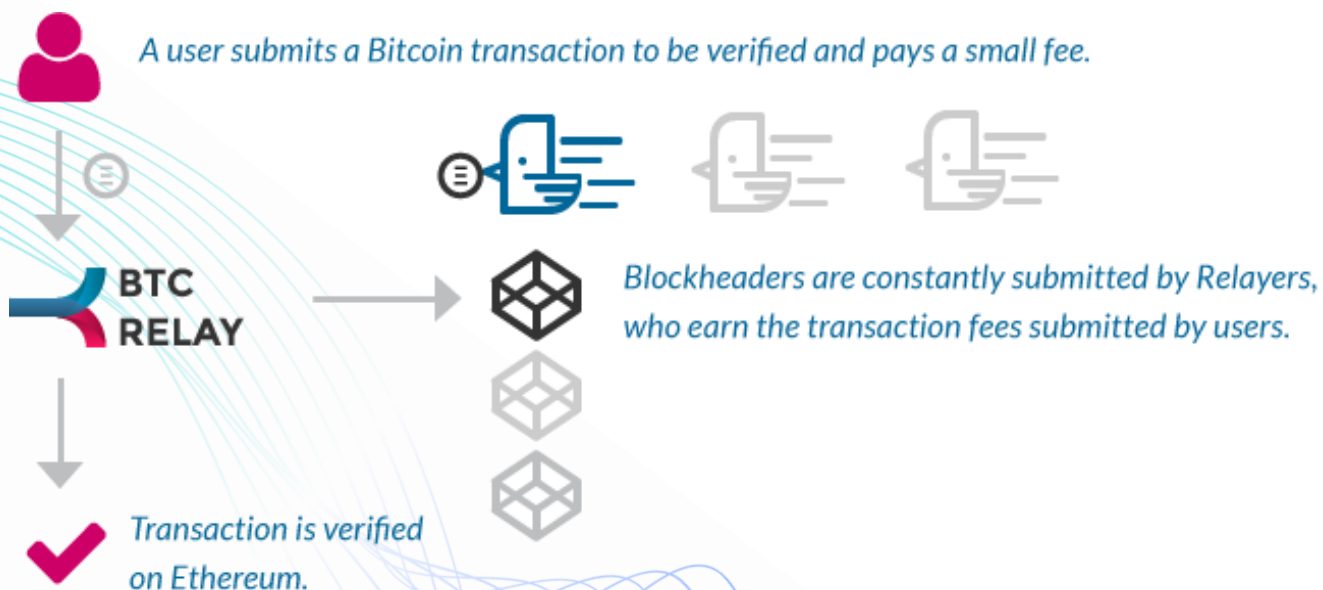 A user submits a Bitcoin transaction to be verified and pays a small fee.
BTC
RELAY
Blockheaders are constantly submitted by Relayers,
who earn the transaction fees submitted by users.
Transaction is verified
on Ethereum.